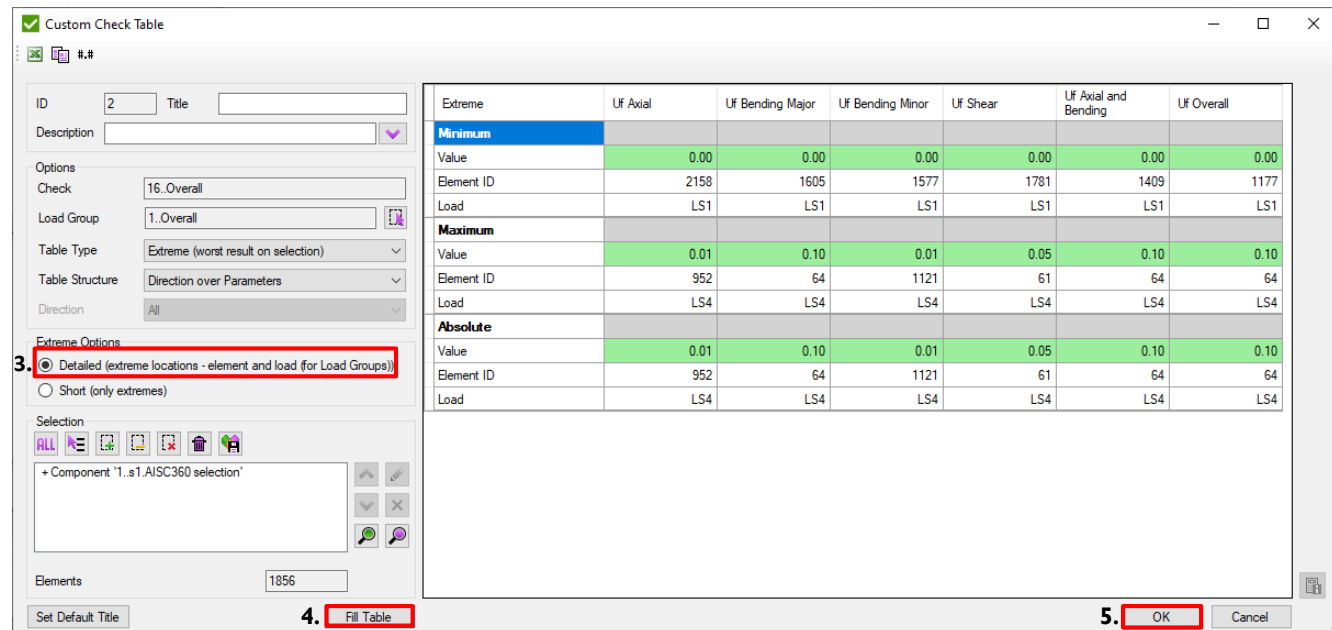 Custom Check Table
#.#
ID 2 Title
Description
Options
Check 16..Overall
Load Group 1..Overall
Table Type Extreme (worst result on selection)
Table Structure Direction over Parameters
Direction All
Extreme Options
3. Detailed (extreme locations - element and load (for Load Groups))
Short (only extremes)
Selection
ALL
+ Component '1..s1.AISC360 selection'
Elements 1856
Set Default Title 4. Fill Table
Extreme Uf Axial Uf Bending Major Uf Bending Minor Uf Shear Uf Axial and Bending Uf Overall
Minimum
Value 0.00 0.00 0.00 0.00 0.00 0.00
Element ID 2158 1605 1577 1781 1409 1177
Load LS1 LS1 LS1 LS1 LS1 LS1
Maximum
Value 0.01 0.10 0.01 0.05 0.10 0.10
Element ID 952 64 1121 61 64 64
Load LS4 LS4 LS4 LS4 LS4 LS4
Absolute
Value 0.01 0.10 0.01 0.05 0.10 0.10
Element ID 952 64 1121 61 64 64
Load LS4 LS4 LS4 LS4 LS4 LS4
5. OK Cancel